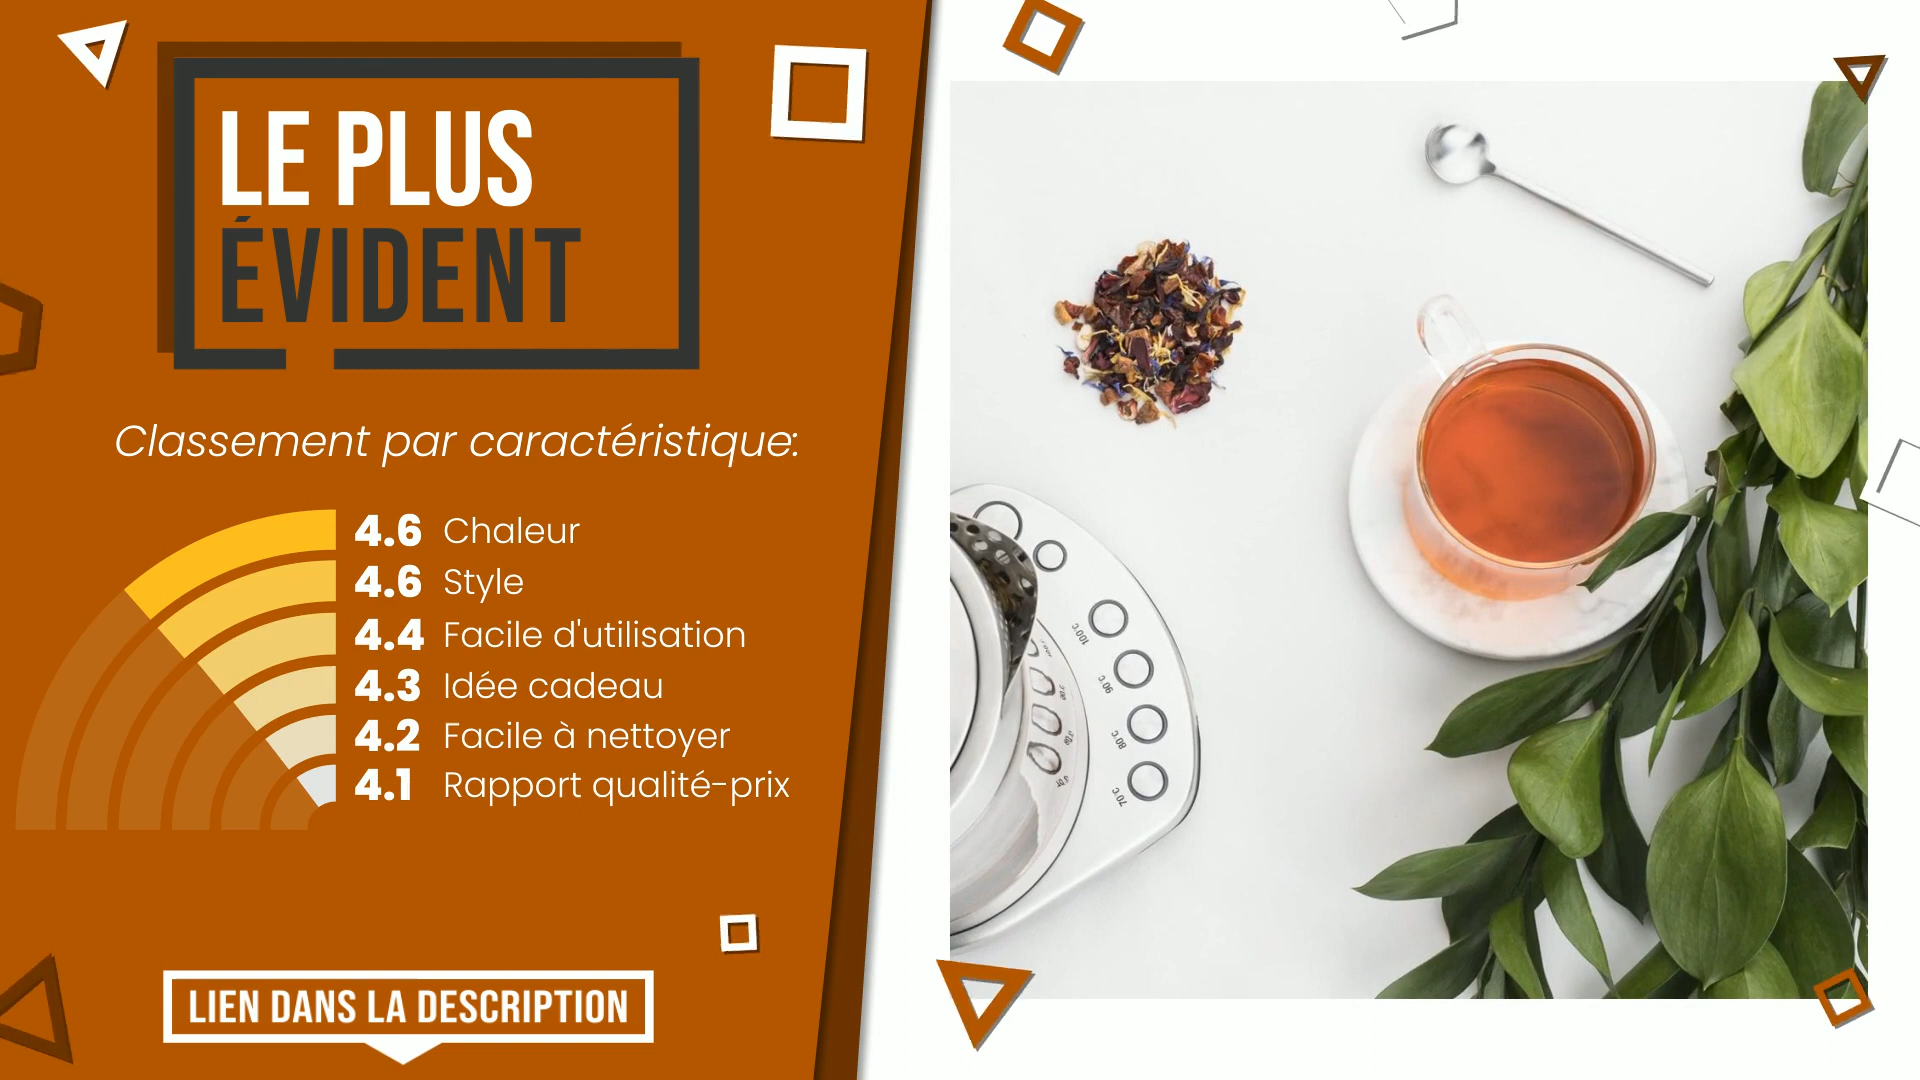 LE PLUS
ÉVIDENT
Classement par caractéristique:
4.6 Chaleur
4.6 Style
4.4 Facile d'utilisation
4.3 Idée cadeau
4.2 Facile à nettoyer
4.1 Rapport qualité-prix
LIEN DANS LA DESCRIPTION
100°C
90°C
80°C
70°C